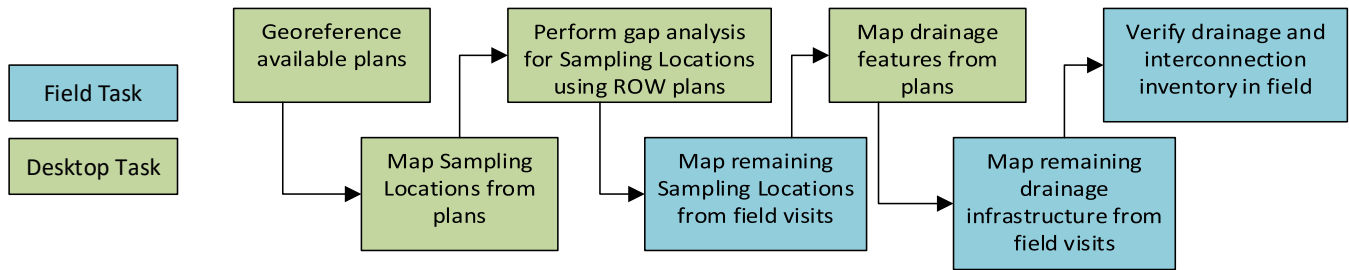 Field Task
Desktop Task
Georeference
available plans
Map Sampling
Locations from
plans
Perform gap analysis
for Sampling Locations
using ROW plans
Map remaining
Sampling Locations
from field visits
Map drainage
features from
plans
Map remaining
drainage
infrastructure from
field visits
Verify drainage and
interconnection
inventory in field